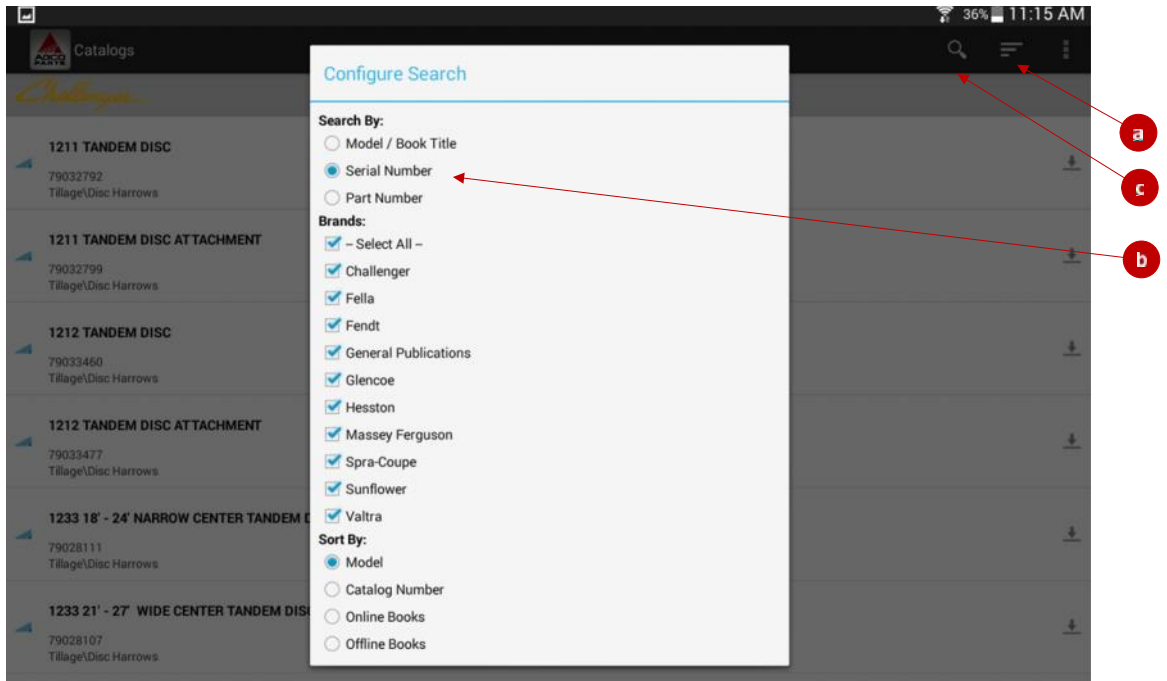 36% 11:15 AM
AGCO
PARTS
Catalogs
Challenger
Configure Search
Search By:
Model / Book Title
Serial Number
Part Number
Brands:
-- Select All --
Challenger
Fella
Fendt
General Publications
Glencoe
Hesston
Massey Ferguson
Spra-Coupe
Sunflower
Valtra
Sort By:
Model
Catalog Number
Online Books
Offline Books
1211 TANDEM DISC
79032792
Tillage\Disc Harrows
1211 TANDEM DISC ATTACHMENT
79032799
Tillage\Disc Harrows
1212 TANDEM DISC
79033460
Tillage\Disc Harrows
1212 TANDEM DISC ATTACHMENT
79033477
Tillage\Disc Harrows
1233 18' - 24' NARROW CENTER TANDEM D
79028111
Tillage\Disc Harrows
1233 21' - 27' WIDE CENTER TANDEM DIS
79028107
Tillage\Disc Harrows
a
c
b